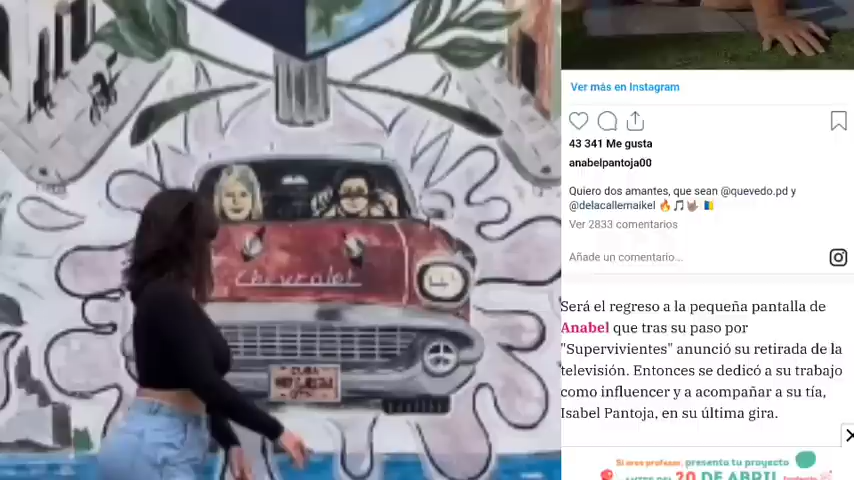 Chevrolet
CUBA
Ver más en Instagram
43 341 Me gusta
anabelpantoja00
Quiero dos amantes, que sean @quevedo.pd y
@delacallemaikel 🔥🎵🤟🏽 🇮🇨
Ver 2833 comentarios
Añade un comentario...
Será el regreso a la pequeña pantalla de
Anabel que tras su paso por
"Supervivientes" anunció su retirada de la
televisión. Entonces se dedicó a su trabajo
como influencer y a acompañar a su tía,
Isabel Pantoja, en su última gira.
Si eres profesor, presenta tu proyecto
ANTES DEL 20 DE ABRIL